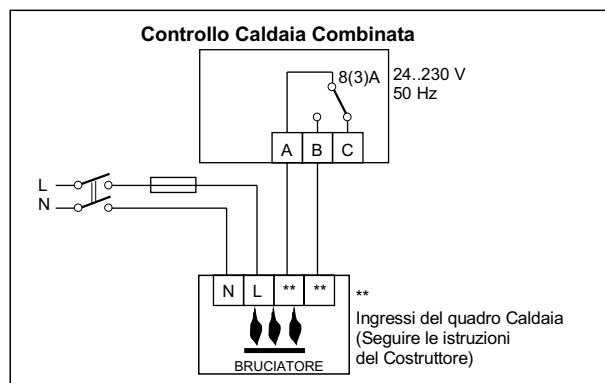 Controllo Caldaia Combinata
8(3)A
24..230 V
50 Hz
A B C
L
N
N L ** **
BRUCIATORE
**
Ingressi del quadro Caldaia
(Seguire le istruzioni
del Costruttore)